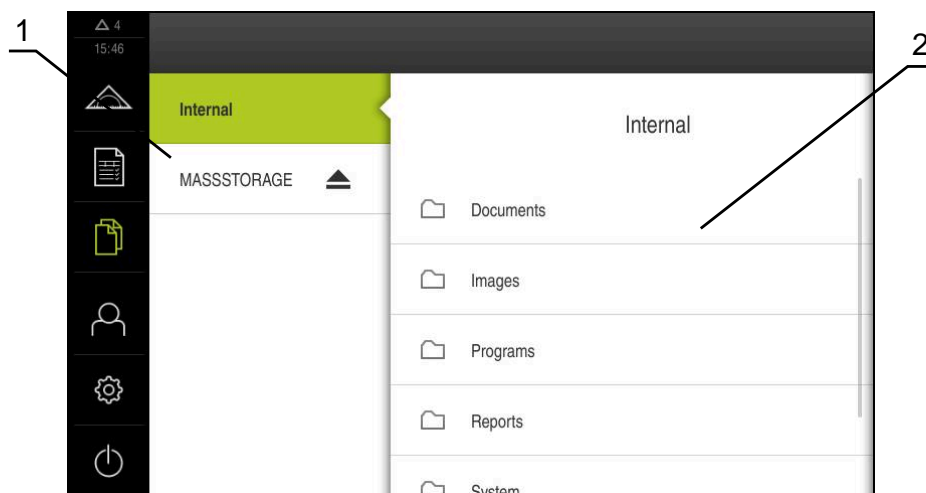 1
2
4
15:46
Internal
MASSSTORAGE
Internal
Documents
Images
Programs
Reports
System